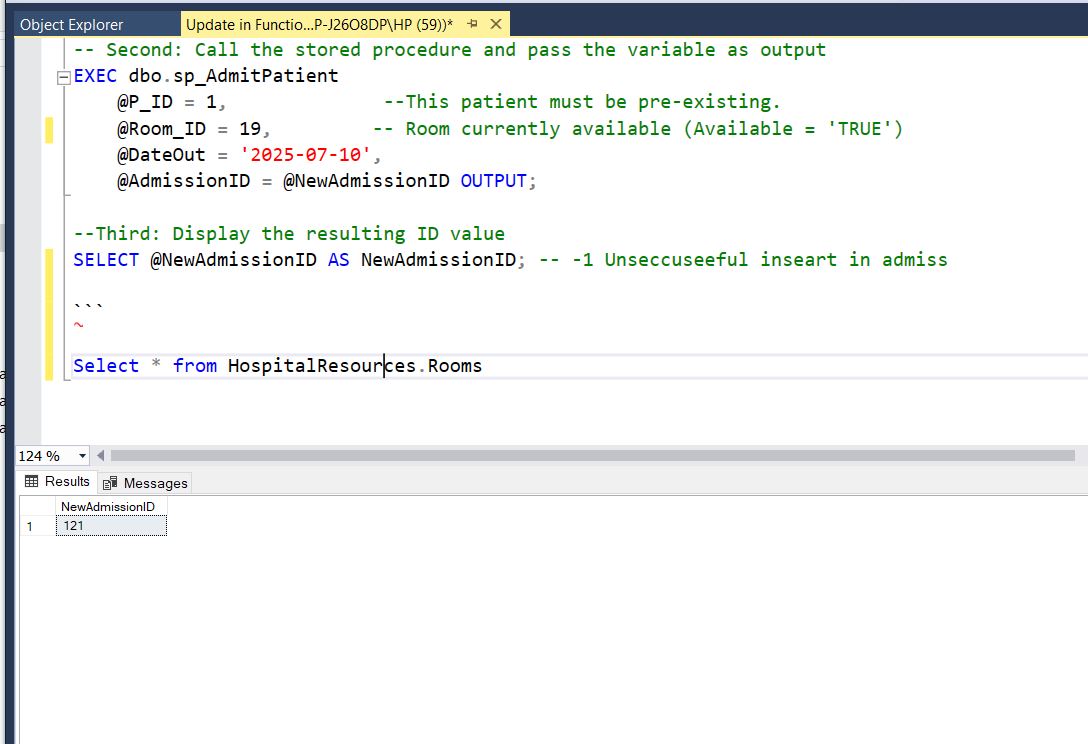 Object Explorer
Update in Functio...P-J26O8DP\HP (59))*
-- Second: Call the stored procedure and pass the variable as output
EXEC dbo.sp_AdmitPatient
@P_ID = 1, --This patient must be pre-existing.
@Room_ID = 19, -- Room currently available (Available = 'TRUE')
@DateOut = '2025-07-10',
@AdmissionID = @NewAdmissionID OUTPUT;
--Third: Display the resulting ID value
SELECT @NewAdmissionID AS NewAdmissionID; -- -1 Unseccuseeful inseart in admiss
```
Select * from HospitalResources.Rooms
124 %
Results Messages
NewAdmissionID
1 121